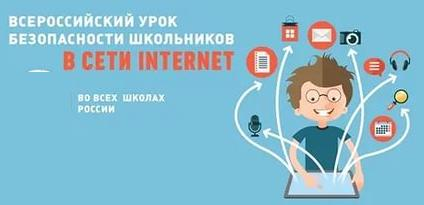 ВСЕРОССИЙСКИЙ УРОК
БЕЗОПАСНОСТИ ШКОЛЬНИКОВ
В СЕТИ INTERNET
ВО ВСЕХ ШКОЛАХ
РОССИИ